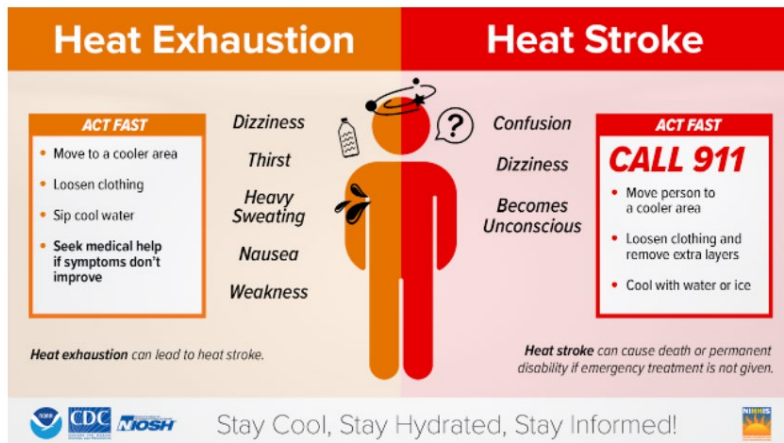 Heat Exhaustion
Heat Stroke
ACT FAST
• Move to a cooler area
• Loosen clothing
• Sip cool water
• Seek medical help
if symptoms don't
improve
Dizziness
Thirst
Heavy
Sweating
Nausea
Weakness
?
Confusion
Dizziness
Becomes
Unconscious
ACT FAST
CALL 911
• Move person to
a cooler area
• Loosen clothing and
remove extra layers
• Cool with water or ice
Heat exhaustion can lead to heat stroke.
Heat stroke can cause death or permanent
disability if emergency treatment is not given.
CDC
NIOSH
Stay Cool, Stay Hydrated, Stay Informed!
NIHHIS